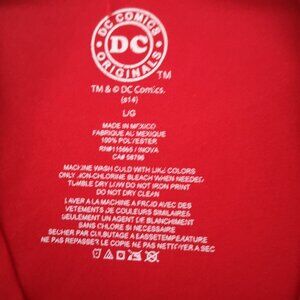 DC COMICS
DC
ORIGINALS
TM
TM & © DC Comics.
(s14)
L/G
MADE IN MEXICO
FABRIQUE AU MEXIQUE
100% POLYESTER
CA# 56796
MACHINE WASH COLD WITH LIKE COLORS
ONLY NON-CHLORINE BLEACH WHEN NEEDED
TUMBLE DRY LOW DO NOT IRON PRINT
DO NOT DRY CLEAN
LAVER A LA MACHINE A FROID AVEC DES
VETEMENTS DE COULEURS SIMILAIRES
SEULEMENT UN AGENT DE BLANCHIMENT
SANS CHLORE SI NECESSAIRE
SECHER PAR CULBUTAGE A BASSETEMPERATURE
NE PAS REPASSER LE COPIE NE PAS NETTOYER A SEC